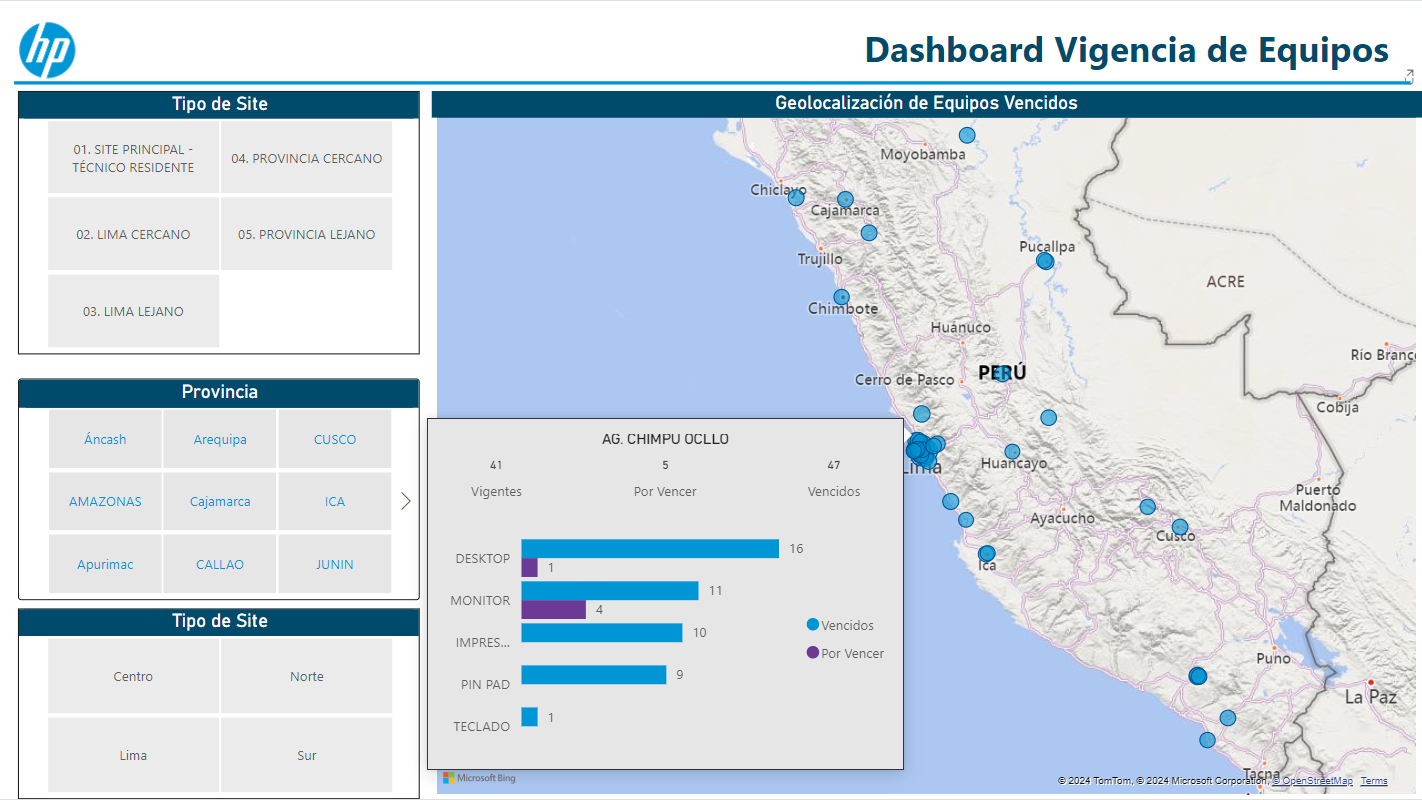 hp
Dashboard Vigencia de Equipos
Tipo de Site
01. SITE PRINCIPAL -
TÉCNICO RESIDENTE
04. PROVINCIA CERCANO
02. LIMA CERCANO
05. PROVINCIA LEJANO
03. LIMA LEJANO
Provincia
Áncash
Arequipa
CUSCO
AMAZONAS
Cajamarca
ICA
Apurimac
CALLAO
JUNIN
Tipo de Site
Centro
Norte
Lima
Sur
Geolocalización de Equipos Vencidos
Moyobamba
Chiclayo
Cajamarca
Trujillo
Pucallpa
Chimbote
ACRE
Huánuco
Río Branc
PERÚ
Cerro de Pasco
Cobija
Lima
Huancayo
Puerto
Maldonado
Ayacucho
Cusco
Ica
Puno
La Paz
Tacna
AG. CHIMPU OCLLO
41
5
47
Vigentes
Por Vencer
Vencidos
DESKTOP
16
1
MONITOR
11
4
IMPRES...
10
PIN PAD
9
TECLADO
1
Vencidos
Por Vencer
Microsoft Bing
© 2024 TomTom, © 2024 Microsoft Corporation, © OpenStreetMap Terms